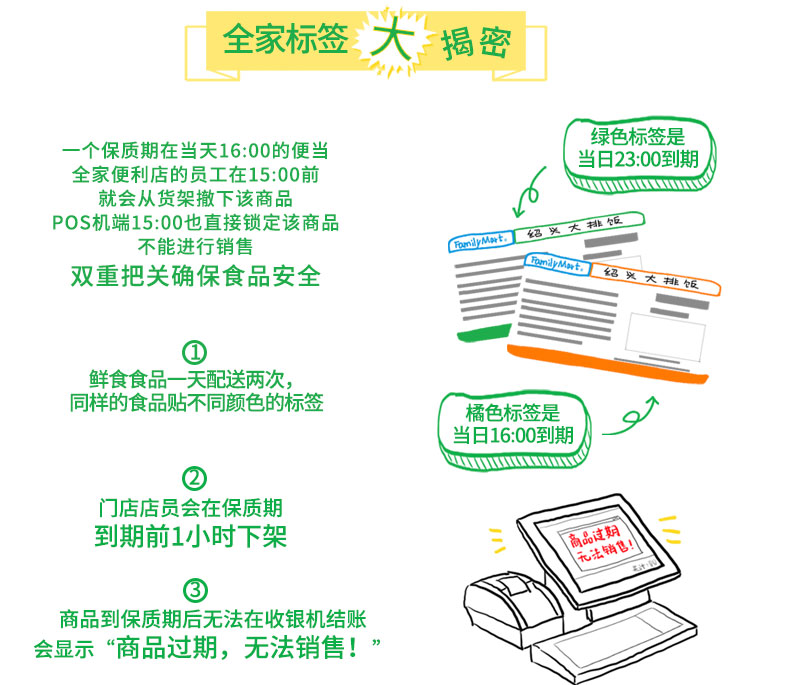 全家标签大揭密
一个保质期在当天16:00的便当
全家便利店的员工在15:00前
就会从货架撤下该商品
POS机端15:00也直接锁定该商品
不能进行销售
双重把关确保食品安全
绿色标签是
当日23:00到期
FamilyMart.
绍兴大排饭
FamilyMart.
绍兴大排饭
①
鲜食食品一天配送两次，
同样的食品贴不同颜色的标签
橘色标签是
当日16:00到期
②
门店店员会在保质期
到期前1小时下架
商品过期
无法销售！
③
商品到保质期后无法在收银机结账
会显示“商品过期，无法销售！”